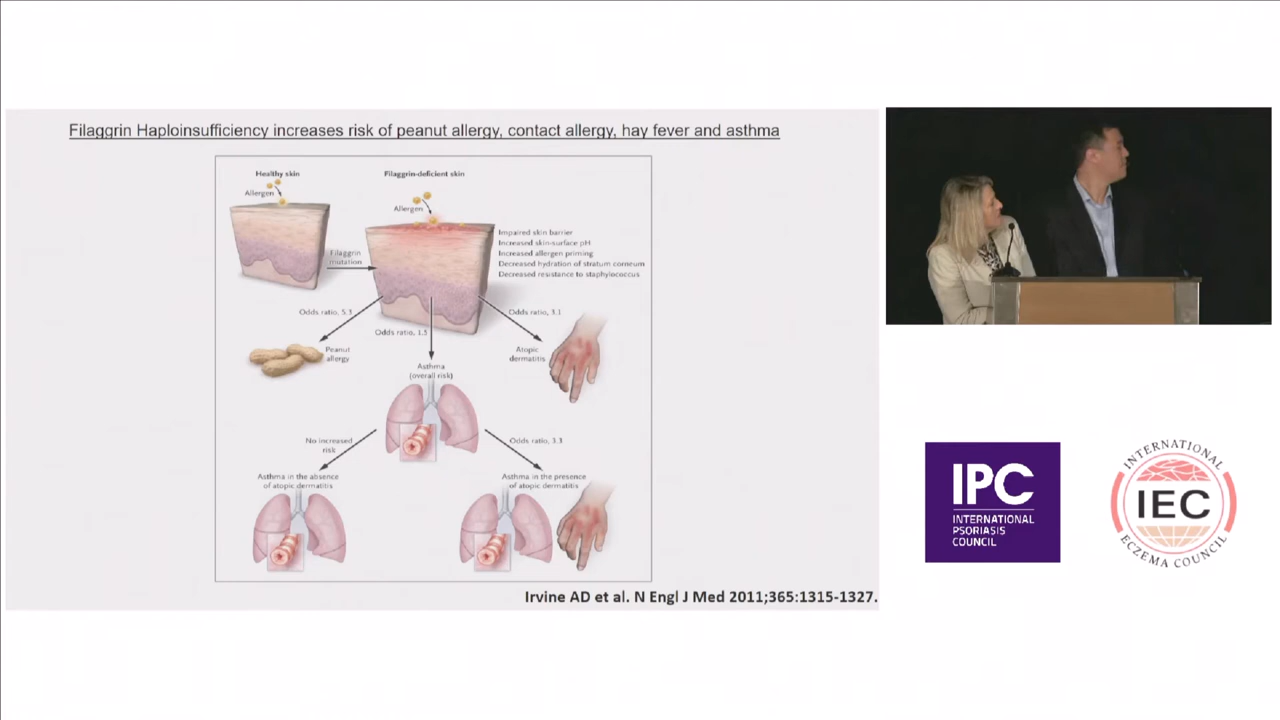 Filaggrin Haploinsufficiency increases risk of peanut allergy, contact allergy, hay fever and asthma
Healthy skin
Allergen
Filaggrin-deficient skin
Allergen
Filaggrin
mutation
Impaired skin barrier
Increased skin-surface pH
Increased allergen priming
Decreased hydration of stratum corneum
Decreased resistance to staphylococcus
Odds ratio, 5.3
Odds ratio, 1.5
Odds ratio, 3.1
Peanut
allergy
Asthma
(overall risk)
Atopic
dermatitis
No increased
risk
Odds ratio, 3.3
Asthma in the absence
of atopic dermatitis
Asthma in the presence
of atopic dermatitis
Irvine AD et al. N Engl J Med 2011;365:1315-1327.
IPC
INTERNATIONAL
PSORIASIS
COUNCIL
INTERNATIONAL
IEC
ECZEMA COUNCIL